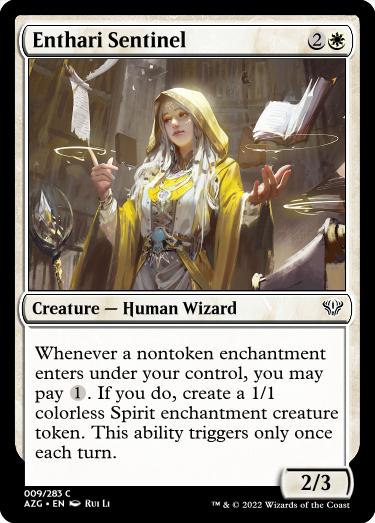 Enthari Sentinel 2
Creature — Human Wizard
Whenever a nontoken enchantment
enters under your control, you may
pay 1. If you do, create a 1/1
colorless Spirit enchantment creature
token. This ability triggers only once
each turn.
2/3
009/283 C
AZG • EN Rui Li
™ & © 2022 Wizards of the Coast